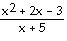 x² + 2x − 3
x + 5